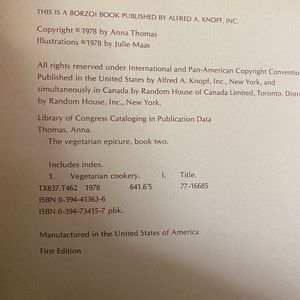 THIS IS A BORZOI BOOK PUBLISHED BY ALFRED A. KNOPF, INC.
Copyright © 1978 by Anna Thomas
Illustrations ©1978 by Julie Maas
All rights reserved under International and Pan-American Copyright Conventio
Published in the United States by Alfred A. Knopf, Inc., New York, and
simultaneously in Canada by Random House of Canada Limited, Toronto. Distri
by Random House, Inc., New York.
Library of Congress Cataloging in Publication Data
Thomas, Anna.
The vegetarian epicure, book two.
Includes index.
1. Vegetarian cookery. I. Title.
TX837.T462 1978 641.6'5 77-16685
ISBN 0-394-41363-6
ISBN 0-394-73415-7 pbk.
Manufactured in the United States of America
First Edition